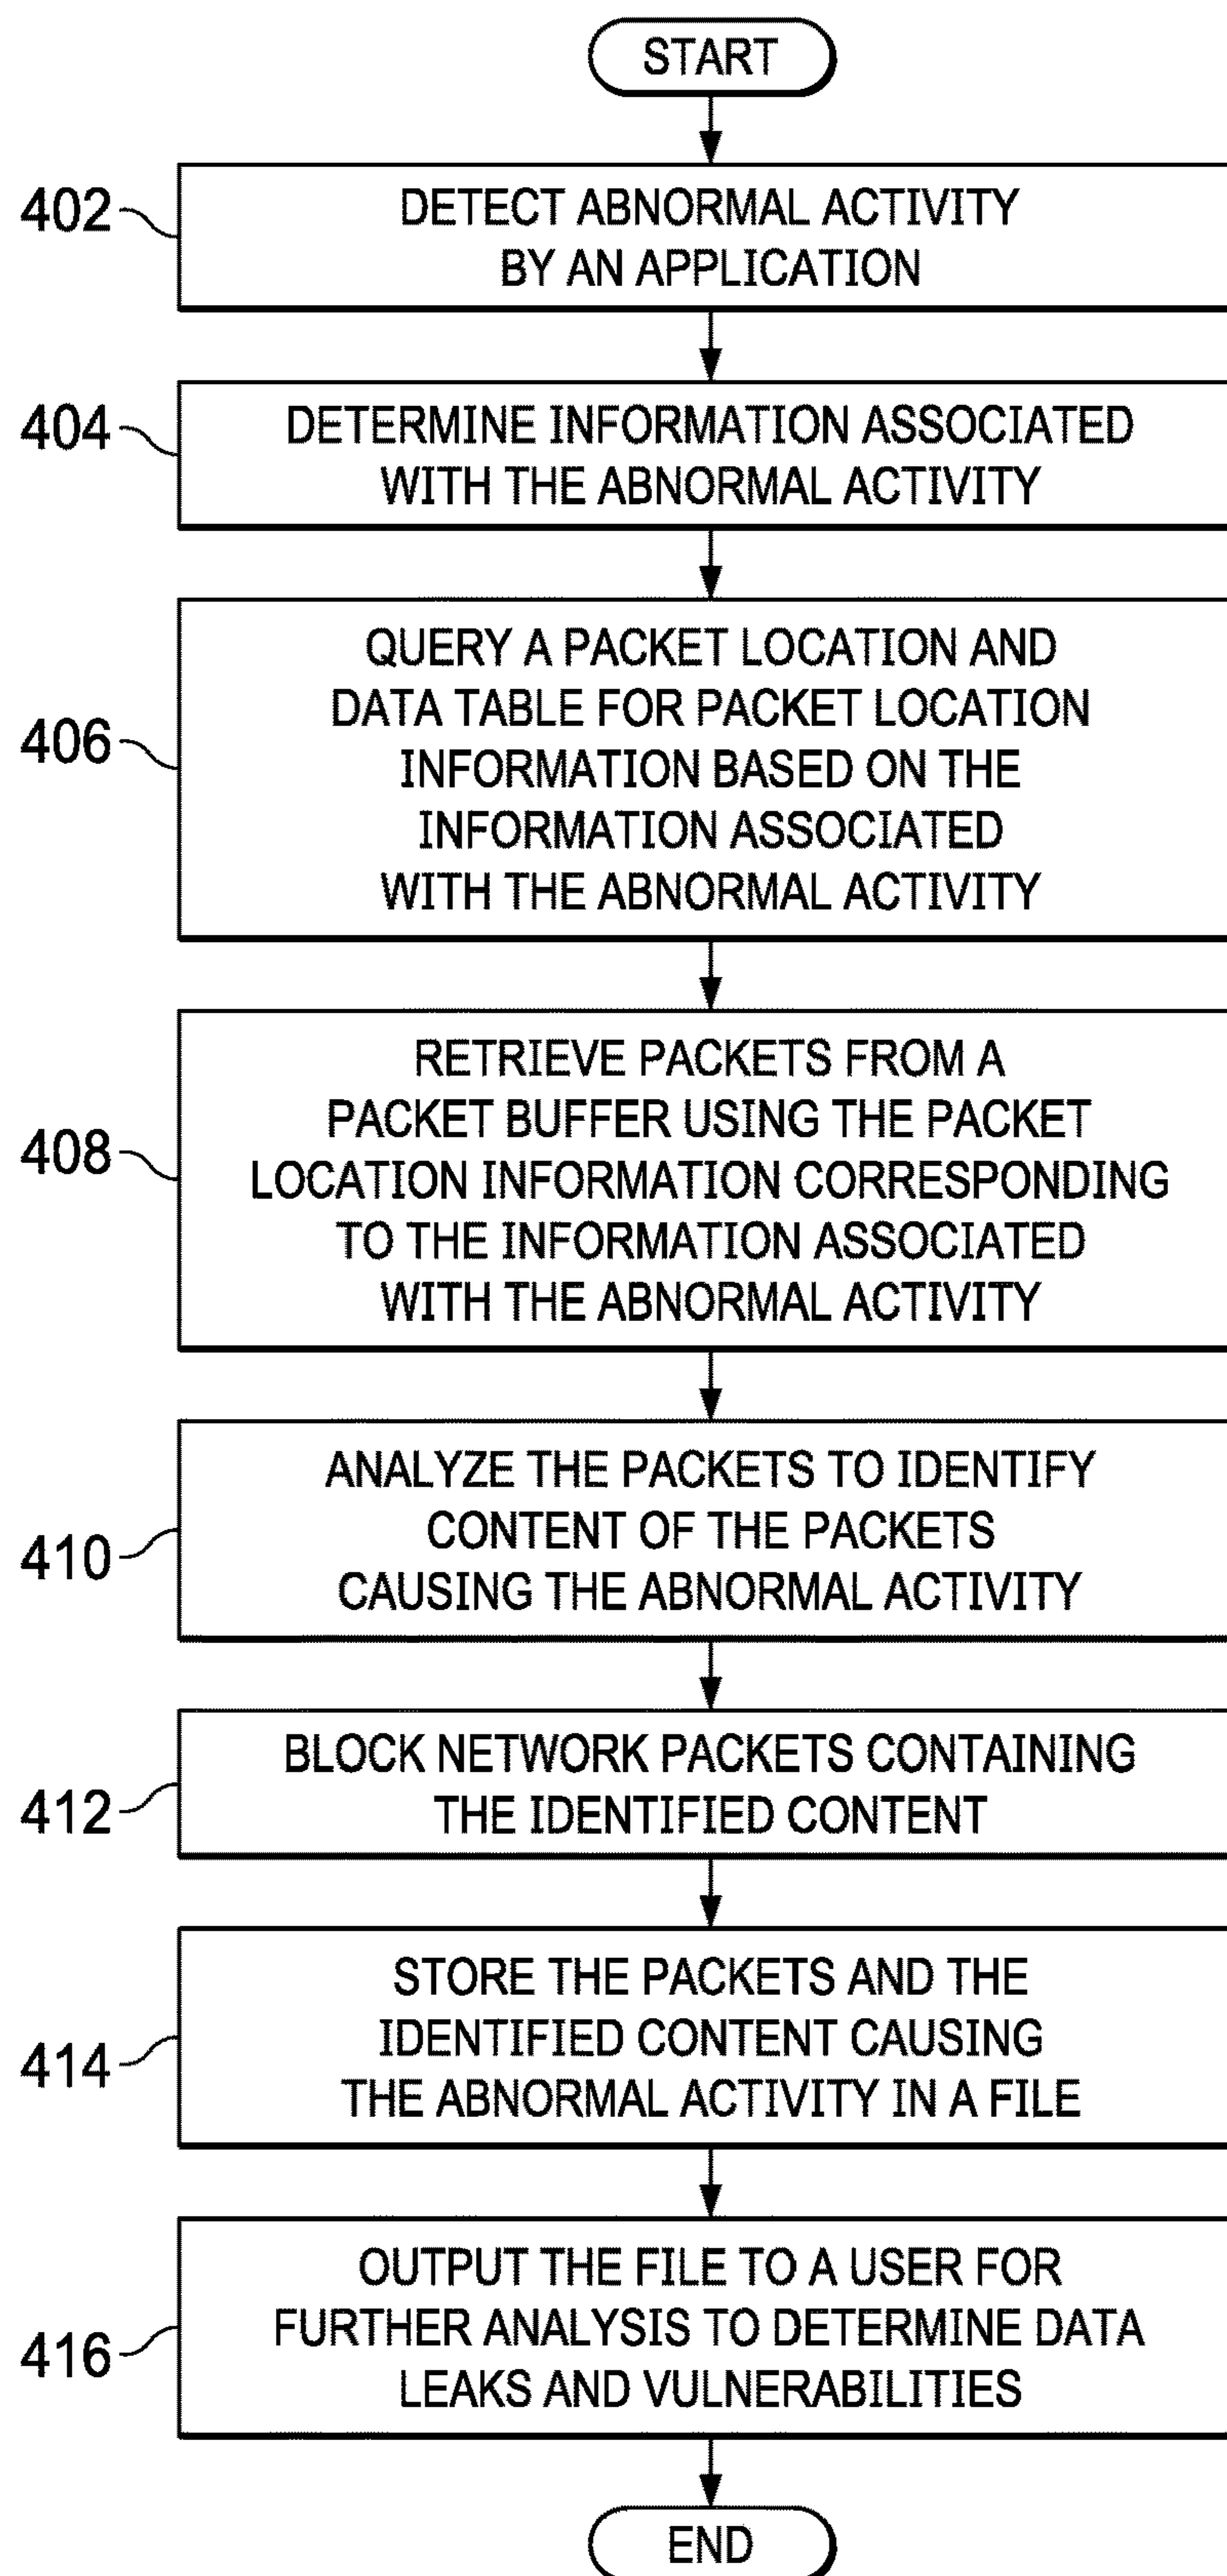 START
402
DETECT ABNORMAL ACTIVITY
BY AN APPLICATION
404
DETERMINE INFORMATION ASSOCIATED
WITH THE ABNORMAL ACTIVITY
406
QUERY A PACKET LOCATION AND
DATA TABLE FOR PACKET LOCATION
INFORMATION BASED ON THE
INFORMATION ASSOCIATED
WITH THE ABNORMAL ACTIVITY
408
RETRIEVE PACKETS FROM A
PACKET BUFFER USING THE PACKET
LOCATION INFORMATION CORRESPONDING
TO THE INFORMATION ASSOCIATED
WITH THE ABNORMAL ACTIVITY
410
ANALYZE THE PACKETS TO IDENTIFY
CONTENT OF THE PACKETS
CAUSING THE ABNORMAL ACTIVITY
412
BLOCK NETWORK PACKETS CONTAINING
THE IDENTIFIED CONTENT
414
STORE THE PACKETS AND THE
IDENTIFIED CONTENT CAUSING
THE ABNORMAL ACTIVITY IN A FILE
416
OUTPUT THE FILE TO A USER FOR
FURTHER ANALYSIS TO DETERMINE DATA
LEAKS AND VULNERABILITIES
END